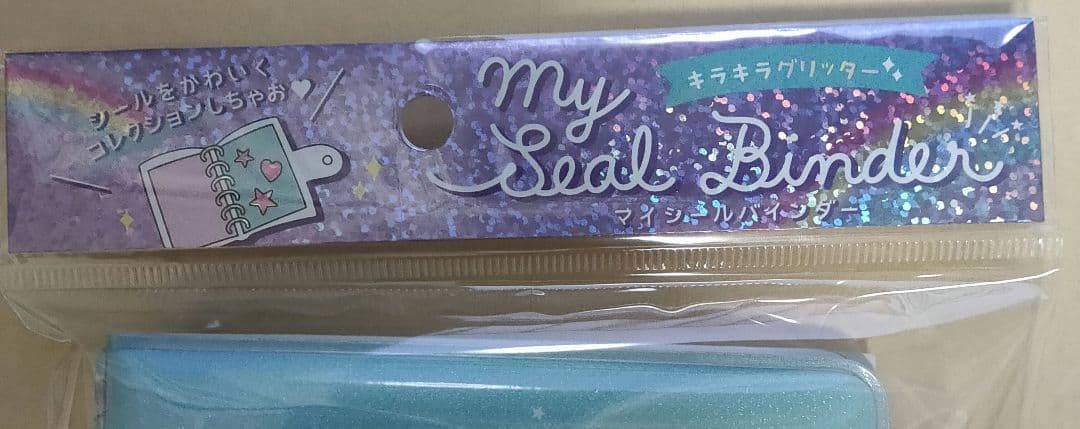 シールをかわいく
コレクションしちゃお♥
My
Seal Binder
キラキラグリッター
マイシールバインダー